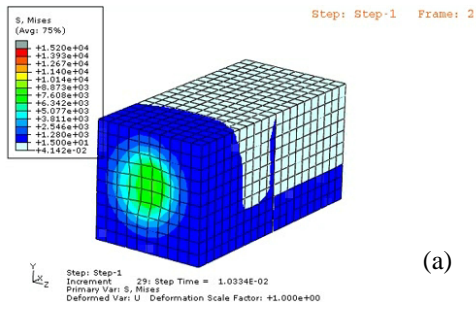 Step: Step-1 Frame: 2
S, Mises
(Avg: 75%)
+1.520e+04
+1.393e+04
+1.267e+04
+1.140e+04
+1.014e+04
+8.873e+03
+7.608e+03
+6.342e+03
+5.077e+03
+3.811e+03
+2.546e+03
+1.280e+03
+1.500e+01
+4.142e-02
(a)
Y
X
Z
Step: Step-1
Increment 29: Step Time = 1.0334E-02
Primary Var: S, Mises
Deformed Var: U Deformation Scale Factor: +1.000e+00